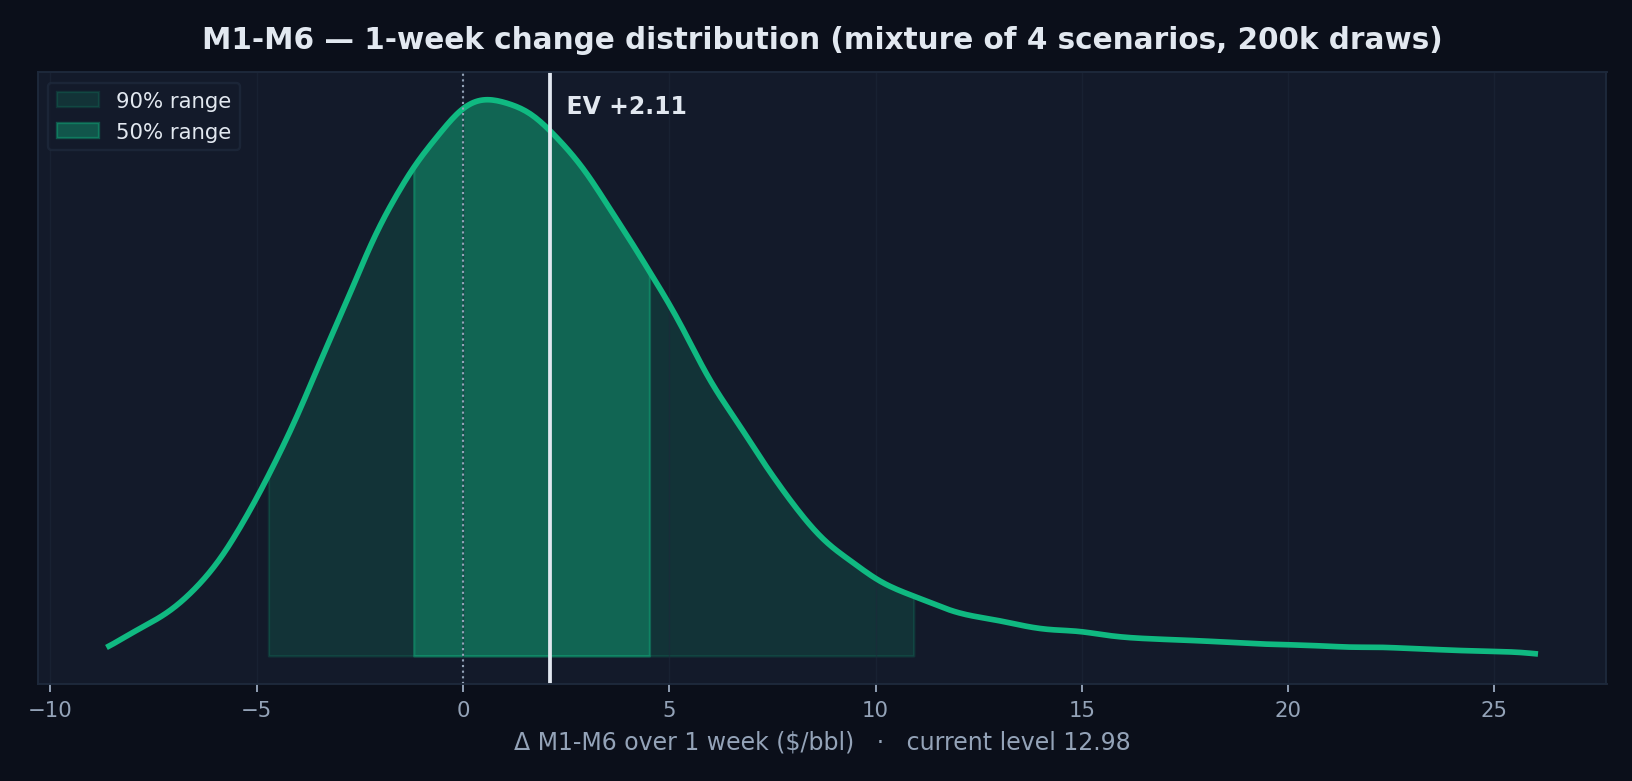 M1-M6 — 1-week change distribution (mixture of 4 scenarios, 200k draws)
90% range
50% range
EV +2.11
−10 −5 0 5 10 15 20 25
Δ M1-M6 over 1 week ($/bbl) · current level 12.98